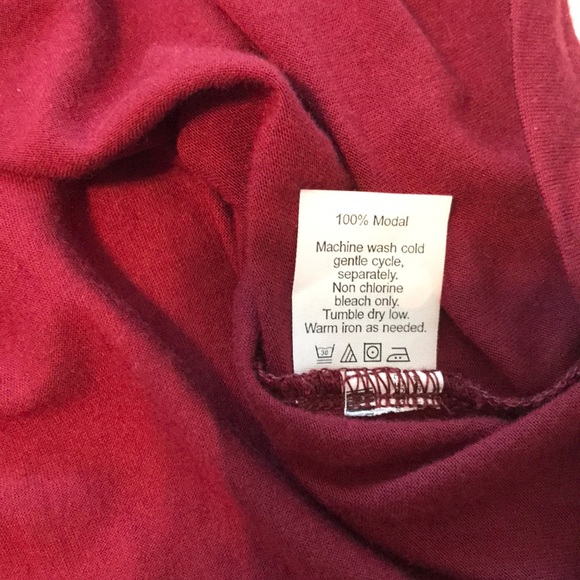 100% Modal
Machine wash cold
gentle cycle,
separately.
Non chlorine
bleach only.
Tumble dry low.
Warm iron as needed.
30